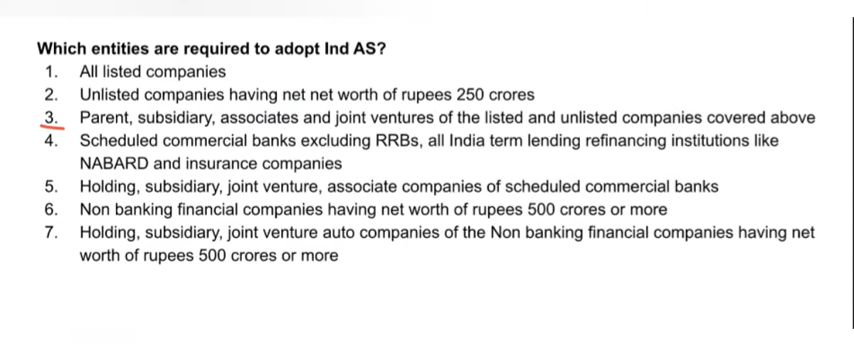 Which entities are required to adopt Ind AS?
1. All listed companies
2. Unlisted companies having net net worth of rupees 250 crores
3. Parent, subsidiary, associates and joint ventures of the listed and unlisted companies covered above
4. Scheduled commercial banks excluding RRBs, all India term lending refinancing institutions like
NABARD and insurance companies
5. Holding, subsidiary, joint venture, associate companies of scheduled commercial banks
6. Non banking financial companies having net worth of rupees 500 crores or more
7. Holding, subsidiary, joint venture auto companies of the Non banking financial companies having net
worth of rupees 500 crores or more